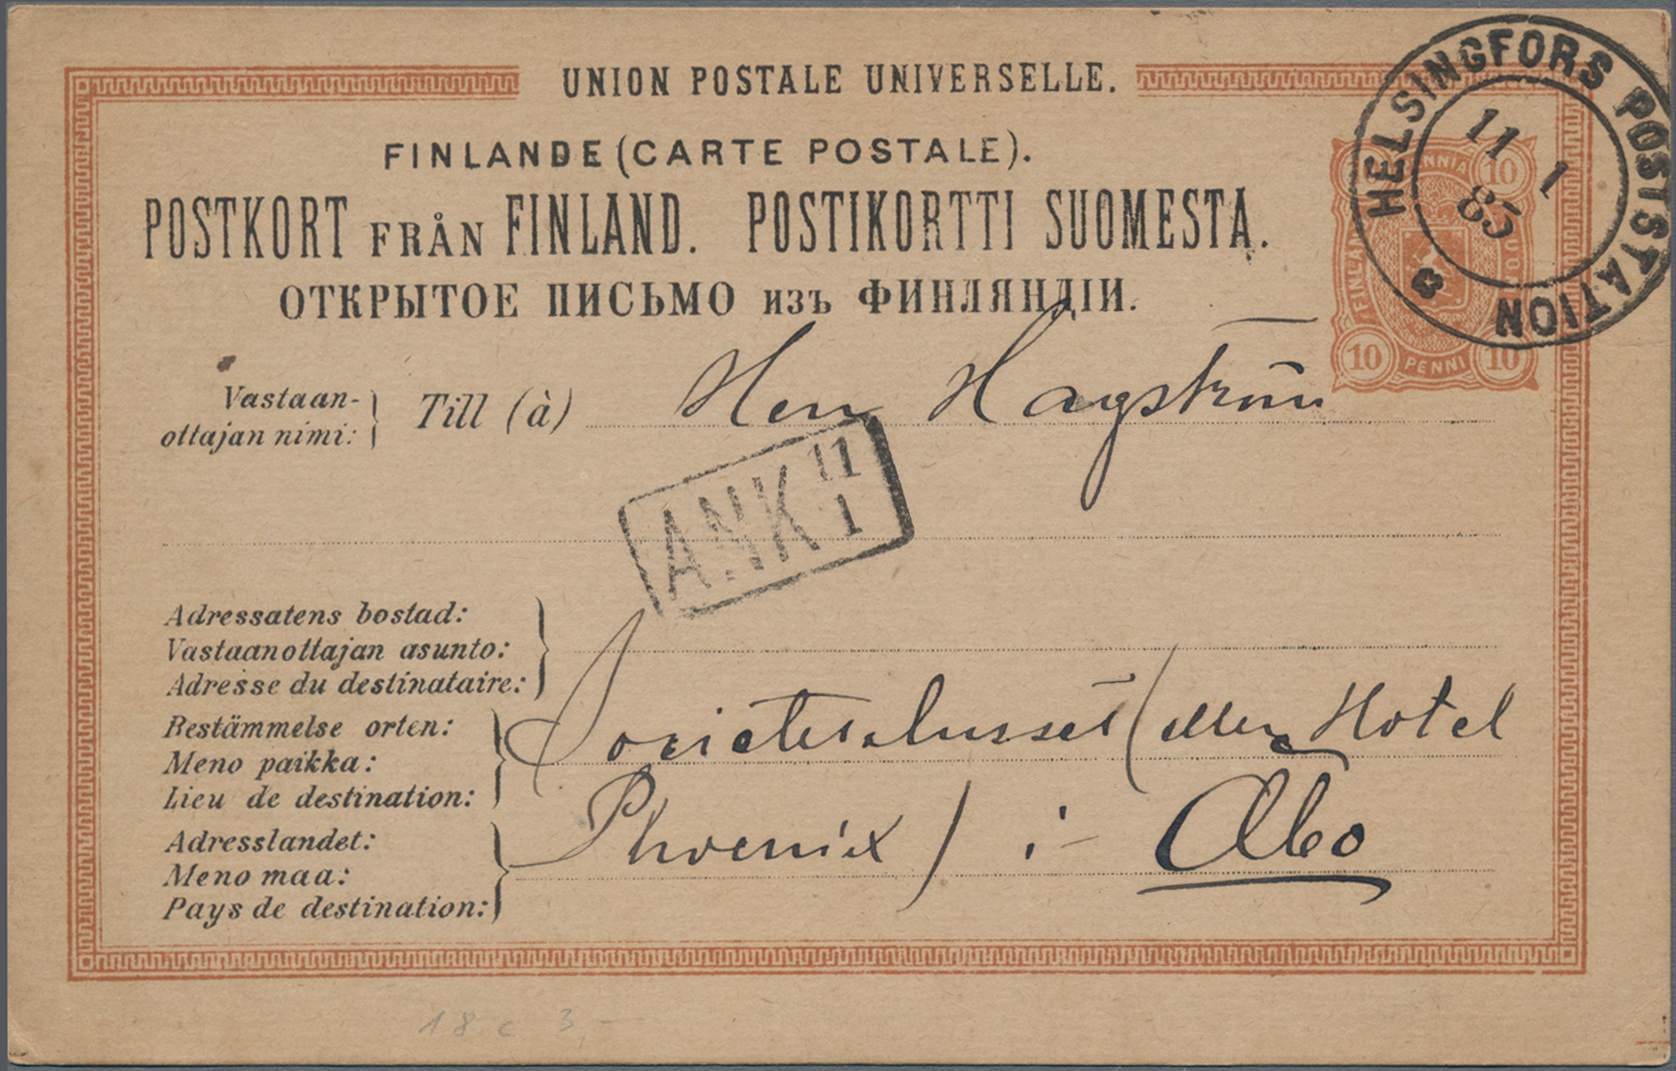 UNION POSTALE UNIVERSELLE.
FINLANDE (CARTE POSTALE).
POSTKORT FRÅN FINLAND. POSTIKORTTI SUOMESTA.
ОТКРЫТОЕ ПИСЬМО изъ ФИНЛЯНДІИ.
HELSINGFORS POSTSTATION
11 1
85
10 PENNIÄ 10
FINLAND
10 PENNI 10
Vastaan-
ottajan nimi:
Till (à) Herr Hagström
ANK 11
1
Adressatens bostad:
Vastaanottajan asunto:
Adresse du destinataire:
Bestämmelse orten:
Meno paikka:
Lieu de destination:
Societetshuset (eller Hotel
Adresslandet:
Meno maa:
Pays de destination:
Phoenix) i Åbo
18 c 3,-